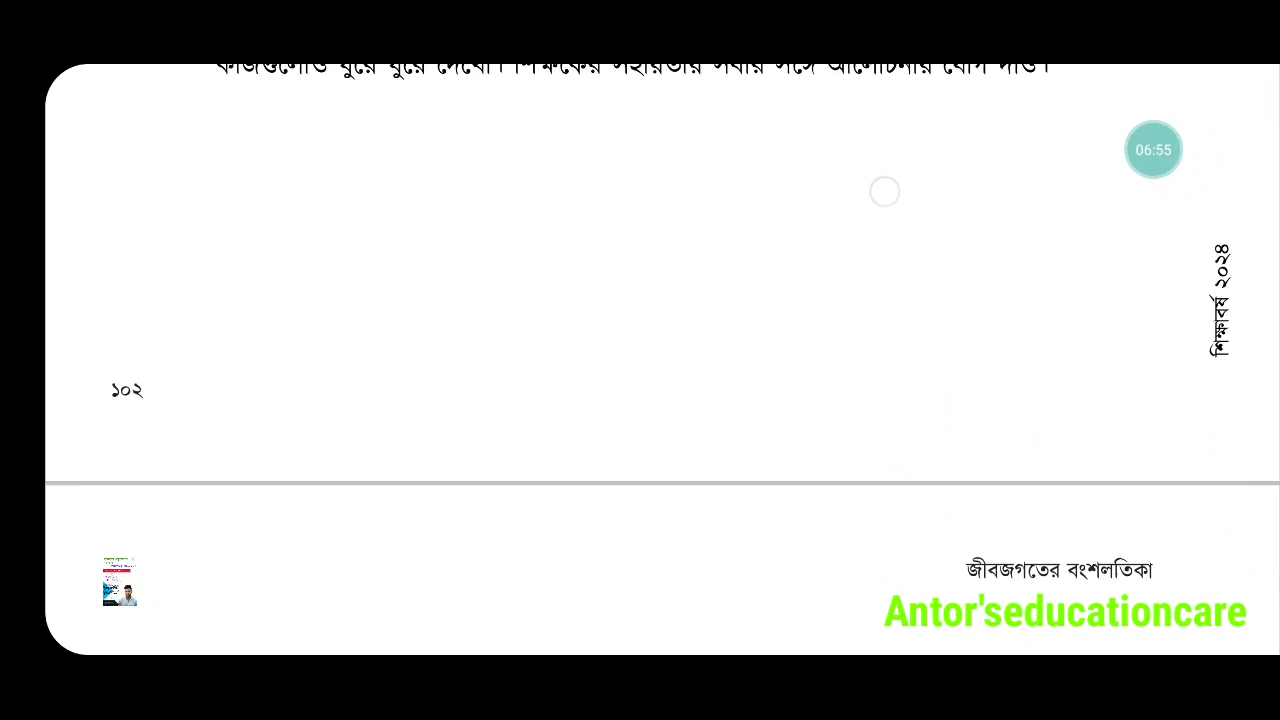 কাজগুলোও ঘুরে ঘুরে দেখো। শিক্ষকের সহায়তায় সবার সঙ্গে আলোচনায় যোগ দাও।
06:55
শিক্ষাবর্ষ ২০২৪
১০২
জীবজগতের বংশলতিকা
Antor'seducationcare